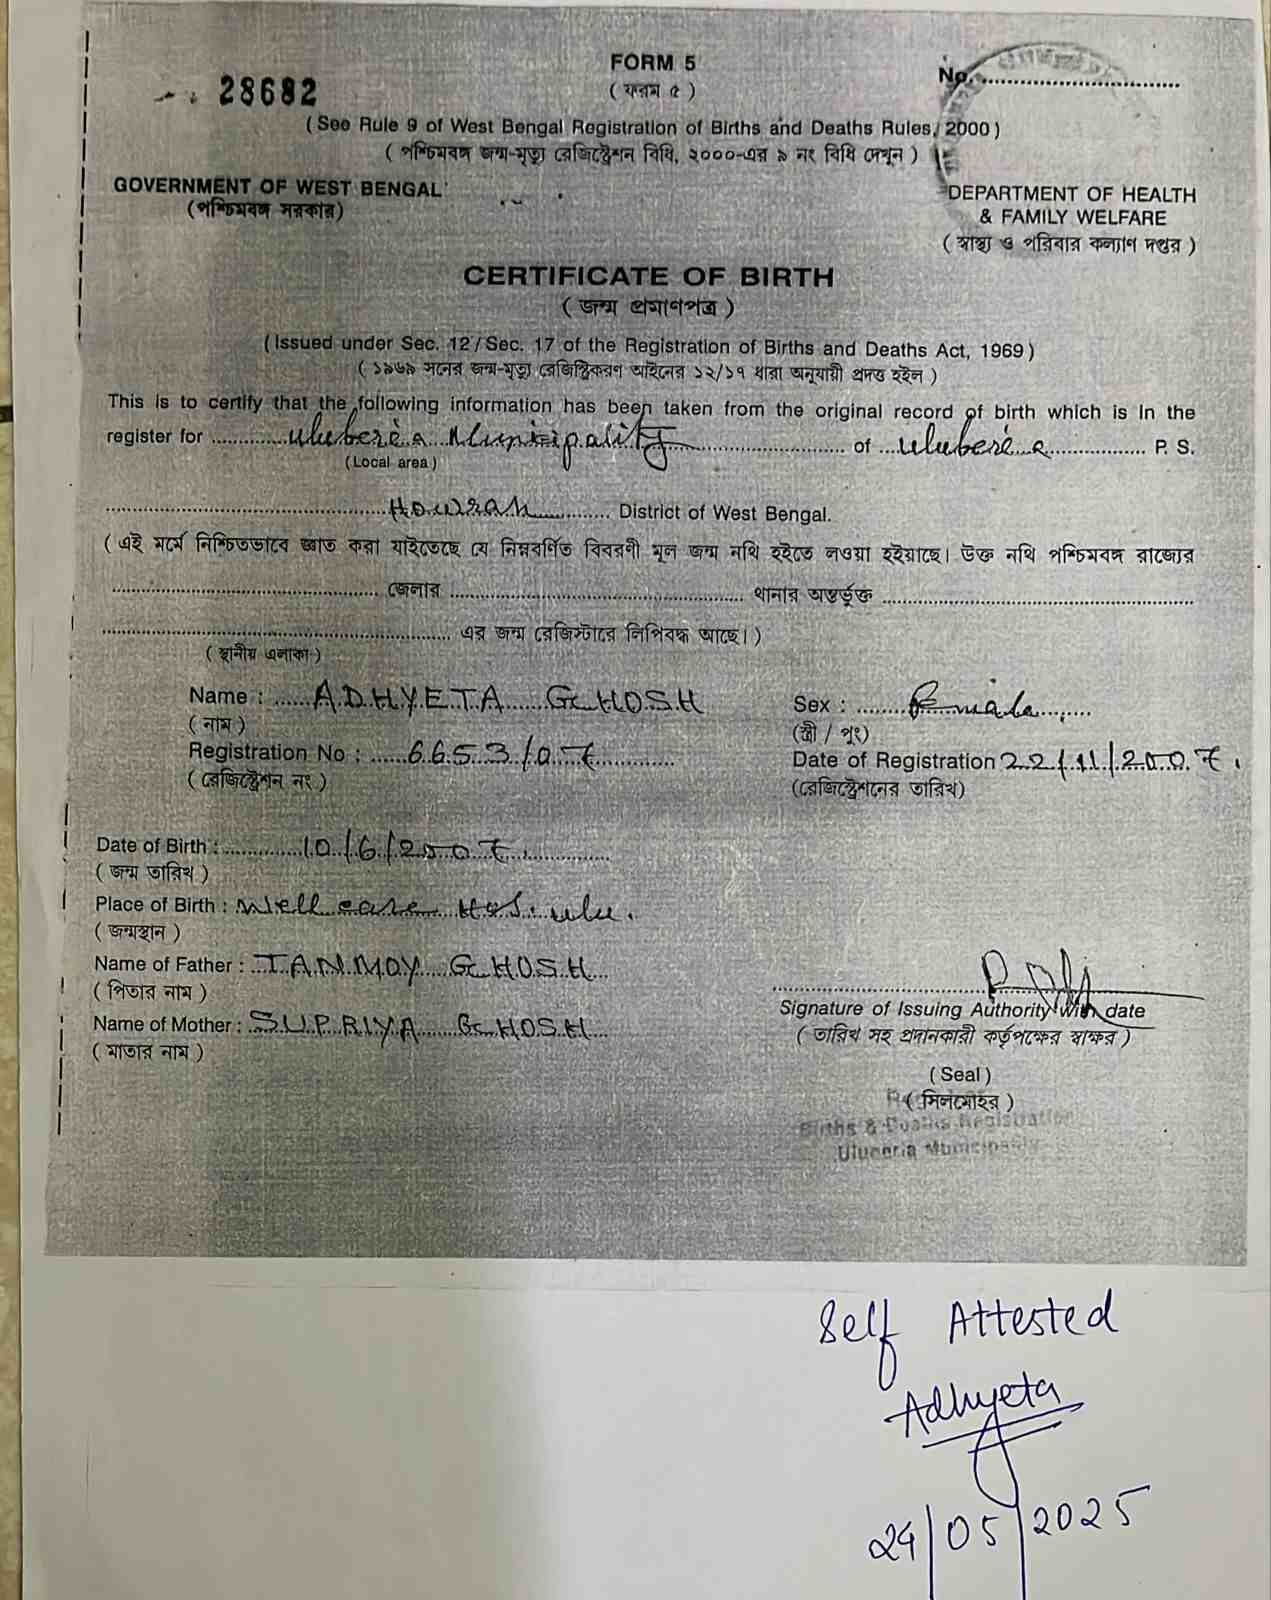 28682
FORM 5
( ফরম ৫ )
No. ............................
( See Rule 9 of West Bengal Registration of Births and Deaths Rules, 2000 )
( পশ্চিমবঙ্গ জন্ম-মৃত্যু রেজিষ্ট্রেশন বিধি, ২০০০-এর ৯ নং বিধি দেখুন )
GOVERNMENT OF WEST BENGAL
(পশ্চিমবঙ্গ সরকার)
DEPARTMENT OF HEALTH
& FAMILY WELFARE
( স্বাস্থ্য ও পরিবার কল্যাণ দপ্তর )
CERTIFICATE OF BIRTH
( জন্ম প্রমাণপত্র )
( Issued under Sec. 12 / Sec. 17 of the Registration of Births and Deaths Act, 1969 )
( ১৯৬৯ সনের জন্ম-মৃত্যু রেজিষ্ট্রিকরণ আইনের ১২/১৭ ধারা অনুযায়ী প্রদত্ত হইল )
This is to certify that the following information has been taken from the original record of birth which is in the
register for ............ Uluberia Municipality ............ of ... Uluberia ............ P. S.
(Local area)
............ Howrah ............ District of West Bengal.
( এই মর্মে নিশ্চিতভাবে জ্ঞাত করা যাইতেছে যে নিম্নবর্ণিত বিবরণী মূল জন্ম নথি হইতে লওয়া হইয়াছে। উক্ত নথি পশ্চিমবঙ্গ রাজ্যের
............ জেলার ............ থানার অন্তর্ভূক্ত ............
............ এর জন্ম রেজিস্টারে লিপিবদ্ধ আছে। )
( স্থানীয় এলাকা )
Name : ...... ADHYETA GHOSH
( নাম )
Sex : ........ Female ......
(স্ত্রী / পুং)
Registration No : ...... 6653/07 ............
( রেজিষ্ট্রেশন নং )
Date of Registration 22/11/2007.
(রেজিষ্ট্রেশনের তারিখ)
Date of Birth : ............ 10/6/2007. ............
( জন্ম তারিখ )
Place of Birth : Well care Hos. ulu.
( জন্মস্থান )
Name of Father : ... TANMOY GHOSH ...
( পিতার নাম )
Name of Mother : SUPRIYA GHOSH ...
( মাতার নাম )
Signature of Issuing Authority with date
( তারিখ সহ প্রদানকারী কর্তৃপক্ষের স্বাক্ষর )
( Seal )
( সিলমোহর )
Births & Deaths Registration
Uluberia Municipality
Self Attested
Adhyeta
24/05/2025